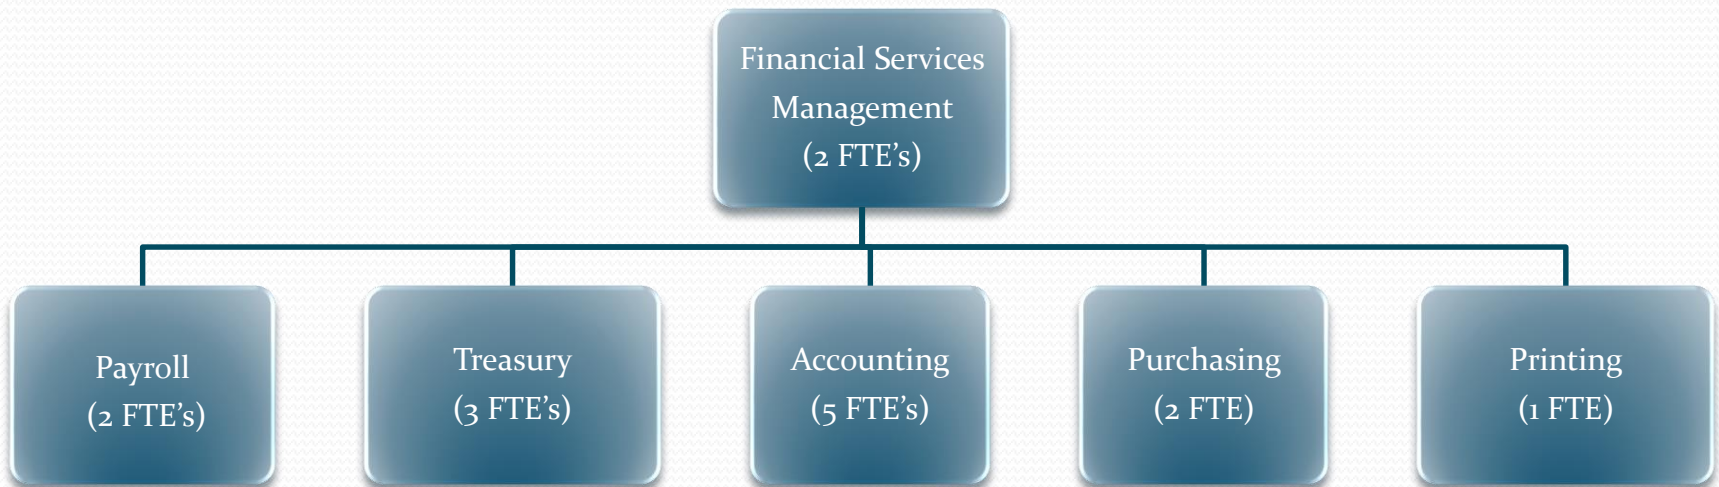 Financial Services
Management
(2 FTE’s)
Payroll
(2 FTE’s)
Treasury
(3 FTE’s)
Accounting
(5 FTE’s)
Purchasing
(2 FTE)
Printing
(1 FTE)